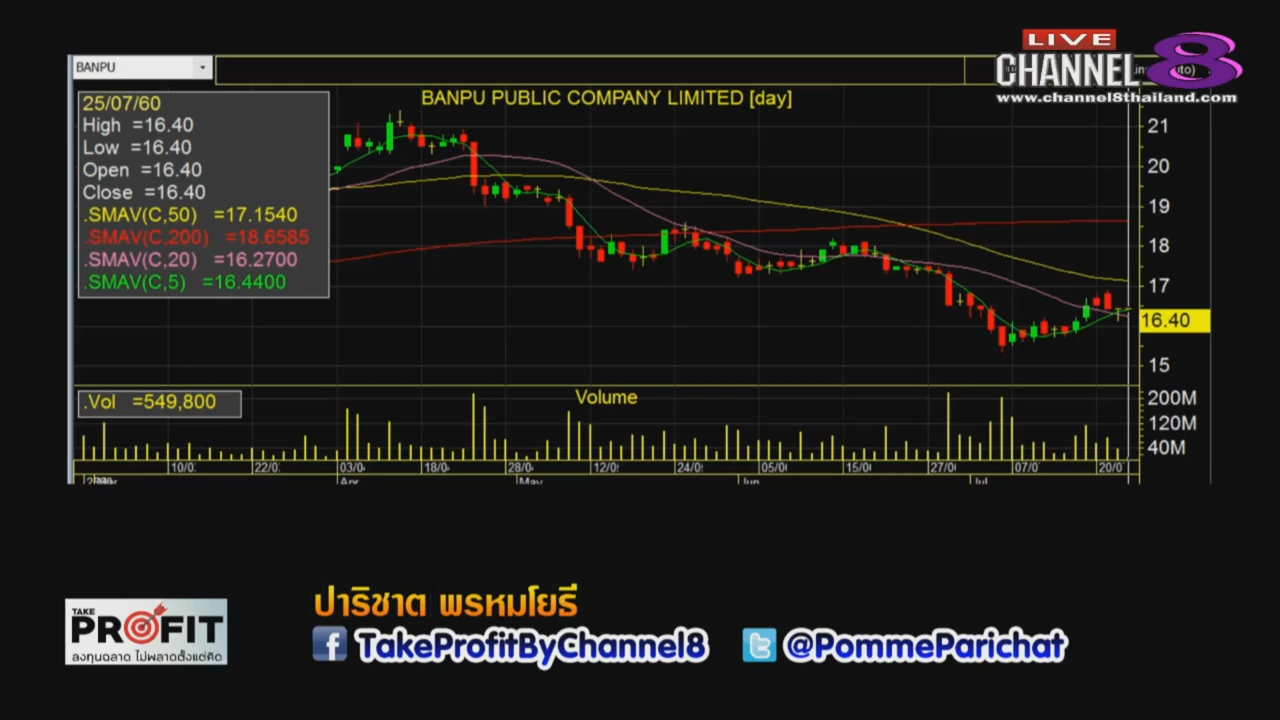 LIVE
CHANNEL 8
www.channel8thailand.com
BANPU
BANPU PUBLIC COMPANY LIMITED [day]
25/07/60
High =16.40
Low =16.40
Open =16.40
Close =16.40
.SMAV(C,50) =17.1540
.SMAV(C,200) =18.6585
.SMAV(C,20) =16.2700
.SMAV(C,5) =16.4400
21
20
19
18
17
16.40
15
.Vol =549,800
Volume
200M
120M
40M
10/0 22/0 03/0 18/0 28/0 12/0 24/0 05/0 15/0 27/0 07/0 20/0
Apr May Jun Jul
TAKE
PROFIT
ลงทุนฉลาด ไม่พลาดตั้งแต่คิด
ปาริชาต พรหมโยธี
TakeProfitByChannel8
@PommeParichat